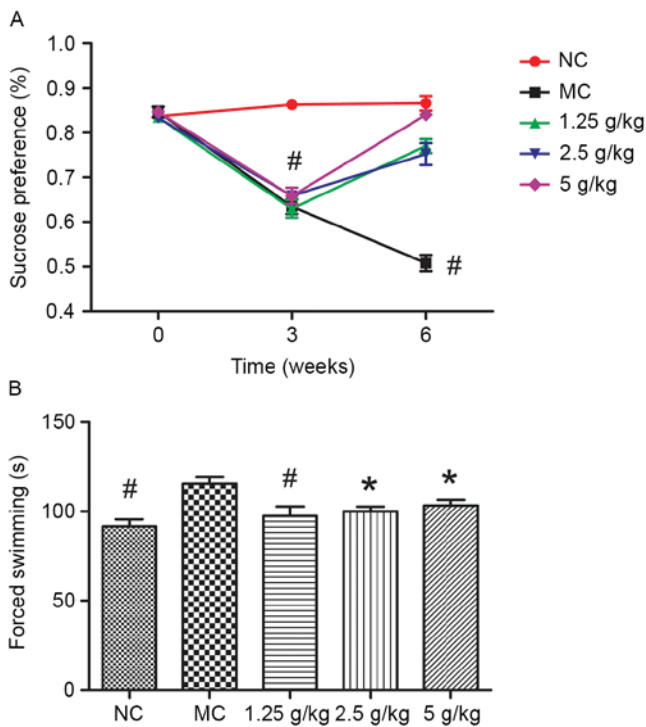 A
Sucrose preference (%)
1.0
0.9
0.8
0.7
0.6
0.5
0.4
#
#
0 3 6
Time (weeks)
NC
MC
1.25 g/kg
2.5 g/kg
5 g/kg
B
Forced swimming (s)
150
100
50
0
# # * *
NC MC 1.25 g/kg 2.5 g/kg 5 g/kg